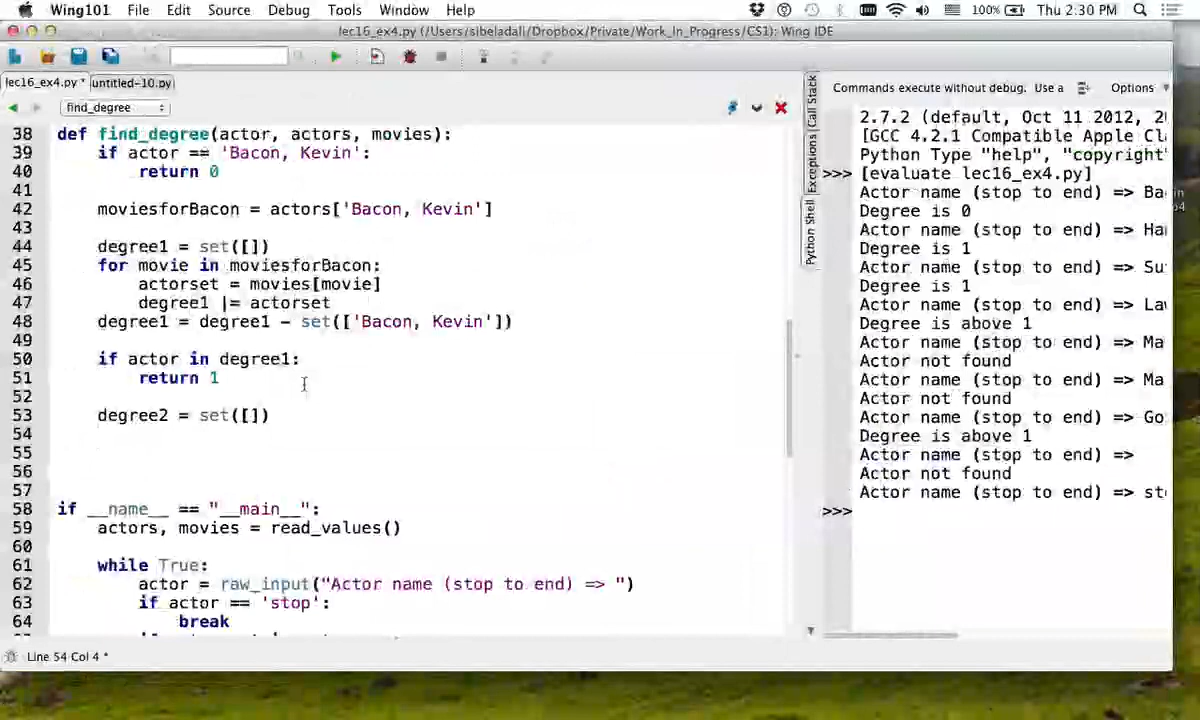 Wing101 File Edit Source Debug Tools Window Help 100% Thu 2:30 PM
lec16_ex4.py (/Users/sibeladali/Dropbox/Private/Work_In_Progress/CS1): Wing IDE
lec16_ex4.py * untitled-10.py
find_degree
38 def find_degree(actor, actors, movies):
39 if actor == 'Bacon, Kevin':
40 return 0
41
42 moviesforBacon = actors['Bacon, Kevin']
43
44 degree1 = set([])
45 for movie in moviesforBacon:
46 actorset = movies[movie]
47 degree1 |= actorset
48 degree1 = degree1 - set(['Bacon, Kevin'])
49
50 if actor in degree1:
51 return 1
52
53 degree2 = set([])
54
55
56
57
58 if __name__ == "__main__":
59 actors, movies = read_values()
60
61 while True:
62 actor = raw_input("Actor name (stop to end) => ")
63 if actor == 'stop':
64 break
Line 54 Col 4 *
Call Stack
Exceptions
Python Shell
Commands execute without debug. Use a Options
2.7.2 (default, Oct 11 2012, 2
[GCC 4.2.1 Compatible Apple Cl
Python Type "help", "copyright"
>>> [evaluate lec16_ex4.py]
Actor name (stop to end) => Ba
Degree is 0
Actor name (stop to end) => Ha
Degree is 1
Actor name (stop to end) => Su
Degree is 1
Actor name (stop to end) => La
Degree is above 1
Actor name (stop to end) => Ma
Actor not found
Actor name (stop to end) => Ma
Actor not found
Actor name (stop to end) => Go
Degree is above 1
Actor name (stop to end) =>
Actor not found
Actor name (stop to end) => sto
>>>